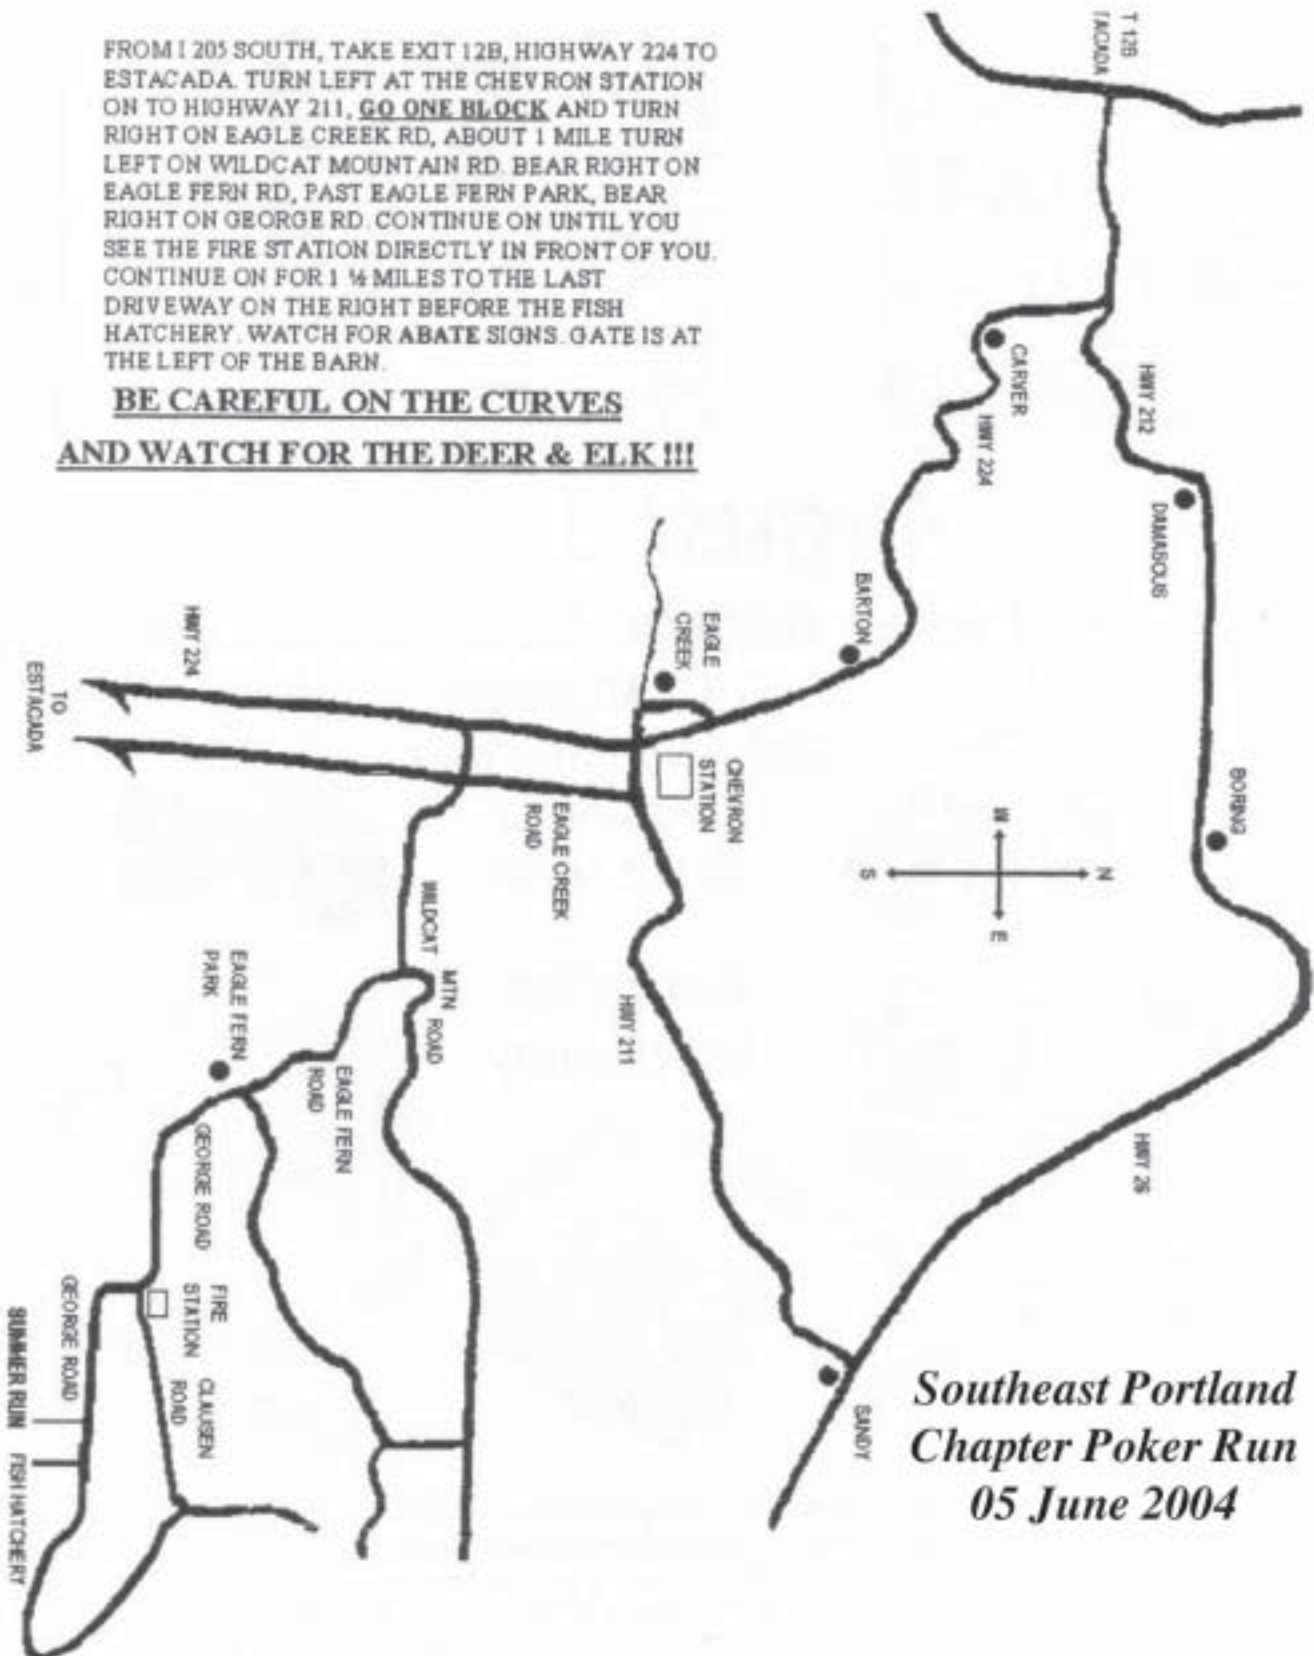 FROM I 205 SOUTH, TAKE EXIT 12B, HIGHWAY 224 TO
ESTACADA. TURN LEFT AT THE CHEVRON STATION
ON TO HIGHWAY 211, GO ONE BLOCK AND TURN
RIGHT ON EAGLE CREEK RD, ABOUT 1 MILE TURN
LEFT ON WILDCAT MOUNTAIN RD. BEAR RIGHT ON
EAGLE FERN RD, PAST EAGLE FERN PARK, BEAR
RIGHT ON GEORGE RD. CONTINUE ON UNTIL YOU
SEE THE FIRE STATION DIRECTLY IN FRONT OF YOU.
CONTINUE ON FOR 1 MILES TO THE LAST
DRIVEWAY ON THE RIGHT BEFORE THE FISH
HATCHERY. WATCH FOR ABATE SIGNS. GATE IS AT
THE LEFT OF THE BARN.
BE CAREFUL ON THE CURVES
AND WATCH FOR THE DEER & ELK !!!
T 12B
TACADA
CARVER
HWY 212
HWY 224
DAMASCUS
BARTON
EAGLE
CREEK
HWY 224
TO
ESTACADA
CHEVRON
STATION
BORING
EAGLE CREEK
ROAD
N
W
E
S
WILDCAT
MTN
ROAD
EAGLE FERN
PARK
HWY 211
EAGLE FERN
ROAD
HWY 26
GEORGE ROAD
FIRE
STATION
CLAUSEN
ROAD
GEORGE ROAD
SUMMER RUN
FISH HATCHERY
SANDY
Southeast Portland
Chapter Poker Run
05 June 2004